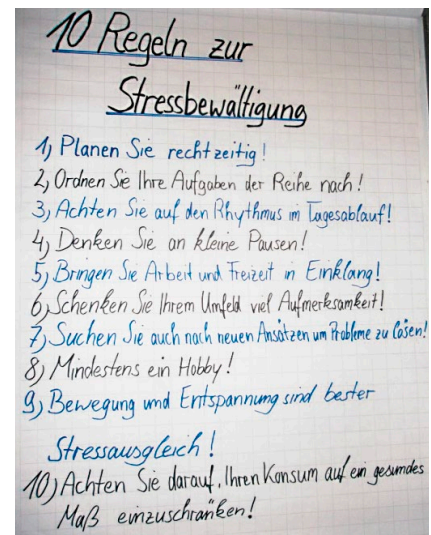 10 Regeln zur
Stressbewältigung
1) Planen Sie rechtzeitig!
2) Ordnen Sie Ihre Aufgaben der Reihe nach!
3) Achten Sie auf den Rhythmus im Tagesablauf!
4) Denken Sie an kleine Pausen!
5) Bringen Sie Arbeit und Freizeit in Einklang!
6) Schenken Sie Ihrem Umfeld viel Aufmerksamkeit!
7) Suchen Sie auch nach neuen Ansätzen um Probleme zu lösen!
8) Mindestens ein Hobby!
9) Bewegung und Entspannung sind bester
Stressausgleich!
10) Achten Sie darauf, Ihren Konsum auf ein gesundes
Maß einzuschränken!